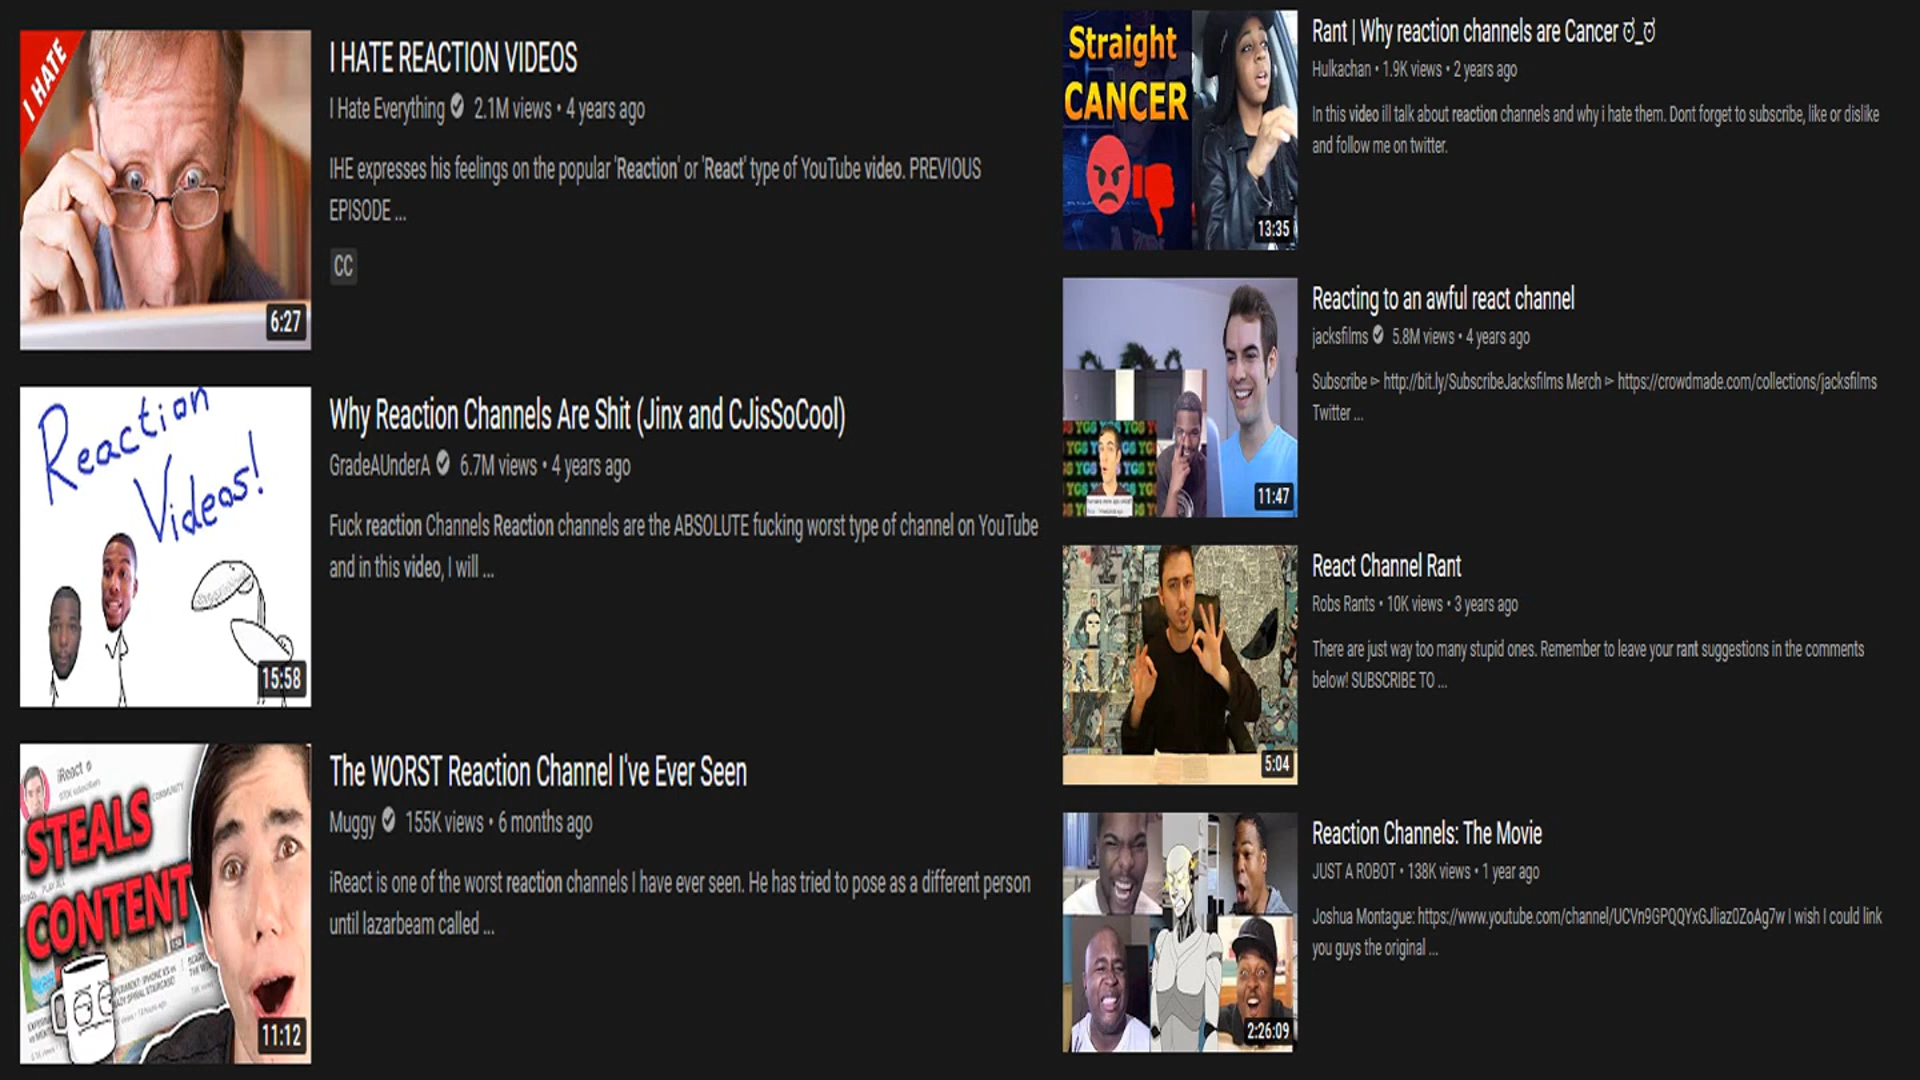 I HATE
6:27
I HATE REACTION VIDEOS
I Hate Everything 2.1M views • 4 years ago
IHE expresses his feelings on the popular 'Reaction' or 'React' type of YouTube video. PREVIOUS
EPISODE ...
CC
Reaction
Videos!
15:58
Why Reaction Channels Are Shit (Jinx and CJisSoCool)
GradeAUnderA 6.7M views • 4 years ago
Fuck reaction Channels Reaction channels are the ABSOLUTE fucking worst type of channel on YouTube
and in this video, I will ...
iReact
COMMUNITY
STEALS
CONTENT
11:12
The WORST Reaction Channel I've Ever Seen
Muggy 155K views • 6 months ago
iReact is one of the worst reaction channels I have ever seen. He has tried to pose as a different person
until lazarbeam called ...
Straight
CANCER
13:35
Rant | Why reaction channels are Cancer ಠ_ಠ
Hulkachan • 1.9K views • 2 years ago
In this video ill talk about reaction channels and why i hate them. Dont forget to subscribe, like or dislike
and follow me on twitter.
YGS YGS
11:47
Reacting to an awful react channel
jacksfilms 5.8M views • 4 years ago
Subscribe ⊳ http://bit.ly/SubscribeJacksfilms Merch ⊳ https://crowdmade.com/collections/jacksfilms
Twitter ...
5:04
React Channel Rant
Robs Rants • 10K views • 3 years ago
There are just way too many stupid ones. Remember to leave your rant suggestions in the comments
below! SUBSCRIBE TO ...
2:26:09
Reaction Channels: The Movie
JUST A ROBOT • 138K views • 1 year ago
Joshua Montague: https://www.youtube.com/channel/UCVn9GPQQYxGJliaz0ZoAg7w I wish I could link
you guys the original ...